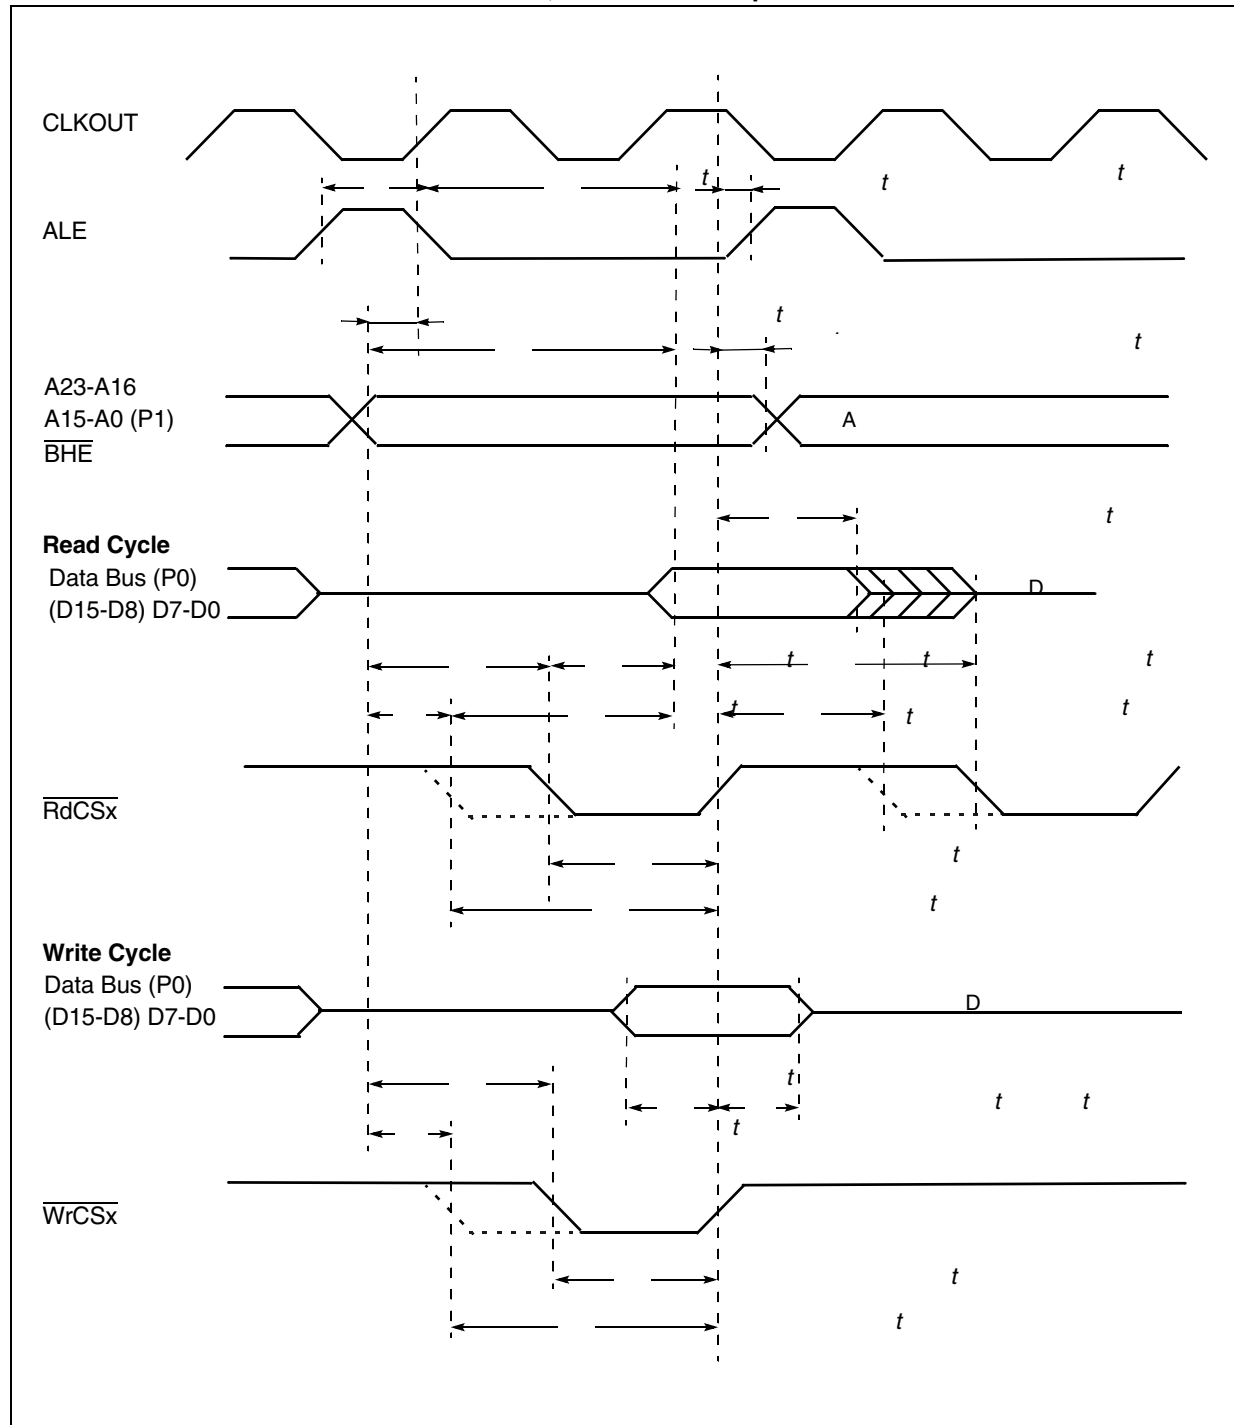 CLKOUT
t
t
t
ALE
t
t
A23-A16
A15-A0 (P1)
A
BHE
t
Read Cycle
Data Bus (P0)
D
(D15-D8) D7-D0
t
t
t
t
t
t
RdCSx
t
t
Write Cycle
Data Bus (P0)
D
(D15-D8) D7-D0
t
t
t
t
WrCSx
t
t